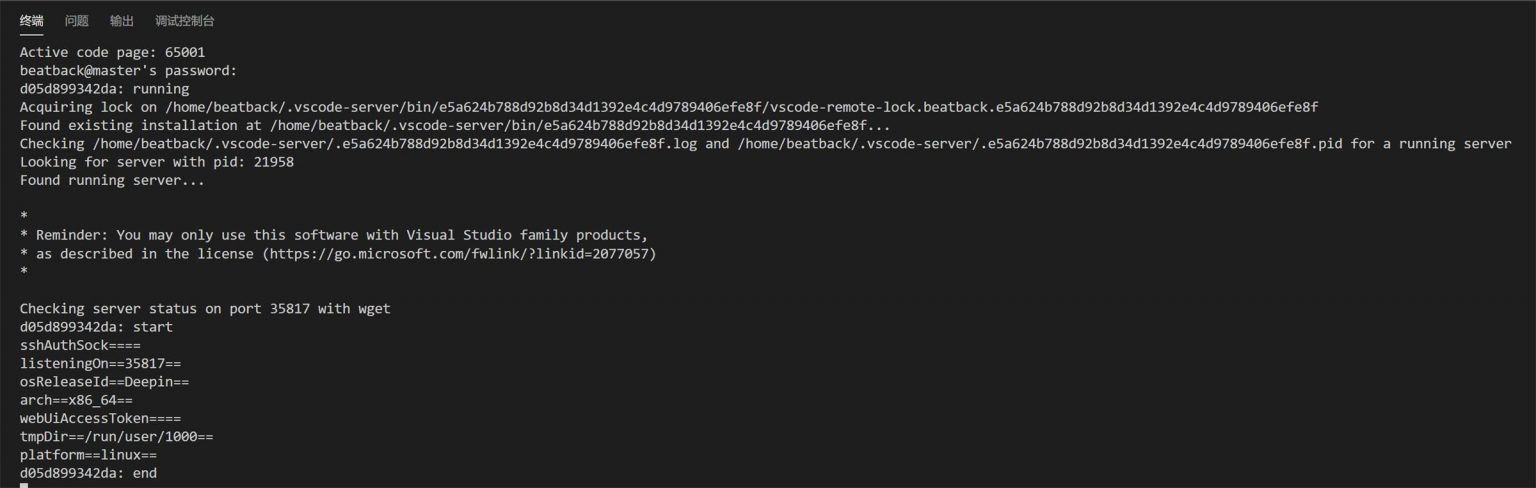 终端 问题 输出 调试控制台
Active code page: 65001
beatback@master's password:
d05d899342da: running
Acquiring lock on /home/beatback/.vscode-server/bin/e5a624b788d92b8d34d1392e4c4d9789406efe8f/vscode-remote-lock.beatback.e5a624b788d92b8d34d1392e4c4d9789406efe8f
Found existing installation at /home/beatback/.vscode-server/bin/e5a624b788d92b8d34d1392e4c4d9789406efe8f...
Checking /home/beatback/.vscode-server/.e5a624b788d92b8d34d1392e4c4d9789406efe8f.log and /home/beatback/.vscode-server/.e5a624b788d92b8d34d1392e4c4d9789406efe8f.pid for a running server
Looking for server with pid: 21958
Found running server...
*
* Reminder: You may only use this software with Visual Studio family products,
* as described in the license (https://go.microsoft.com/fwlink/?linkid=2077057)
*
Checking server status on port 35817 with wget
d05d899342da: start
sshAuthSock====
listeningOn==35817==
osReleaseId==Deepin==
arch==x86_64==
webUiAccessToken====
tmpDir==/run/user/1000==
platform==linux==
d05d899342da: end